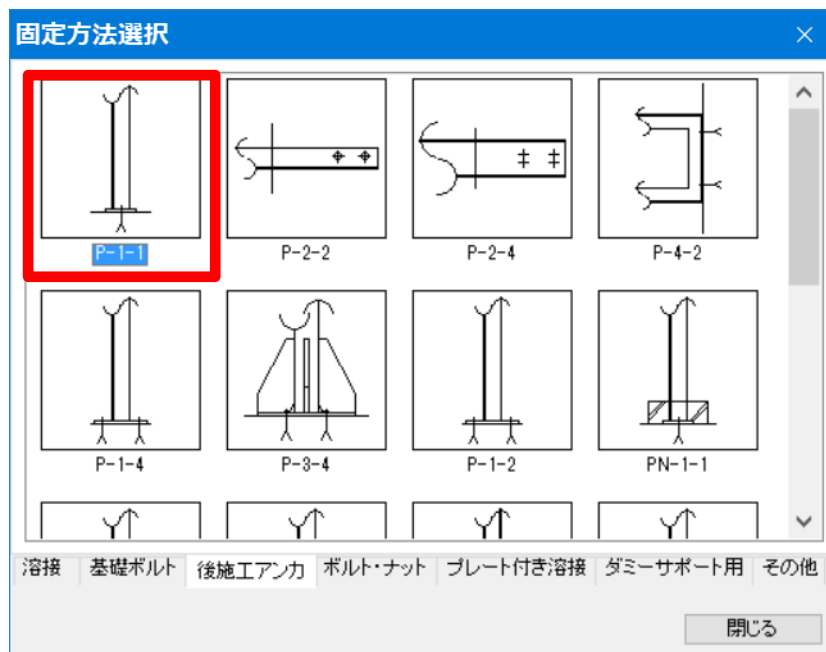 固定方法選択
P-1-1 P-2-2 P-2-4 P-4-2
P-1-4 P-3-4 P-1-2 PN-1-1
溶接 基礎ボルト 後施工アンカ ボルト・ナット プレート付き溶接 ダミーサポート用 その他
閉じる